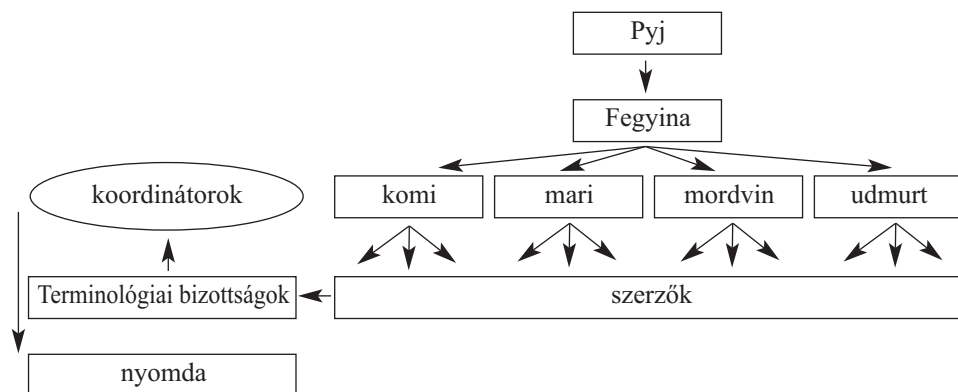 Pyj
Fegyina
koordinátorok
komi
mari
mordvin
udmurt
Terminológiai bizottságok
szerzők
nyomda